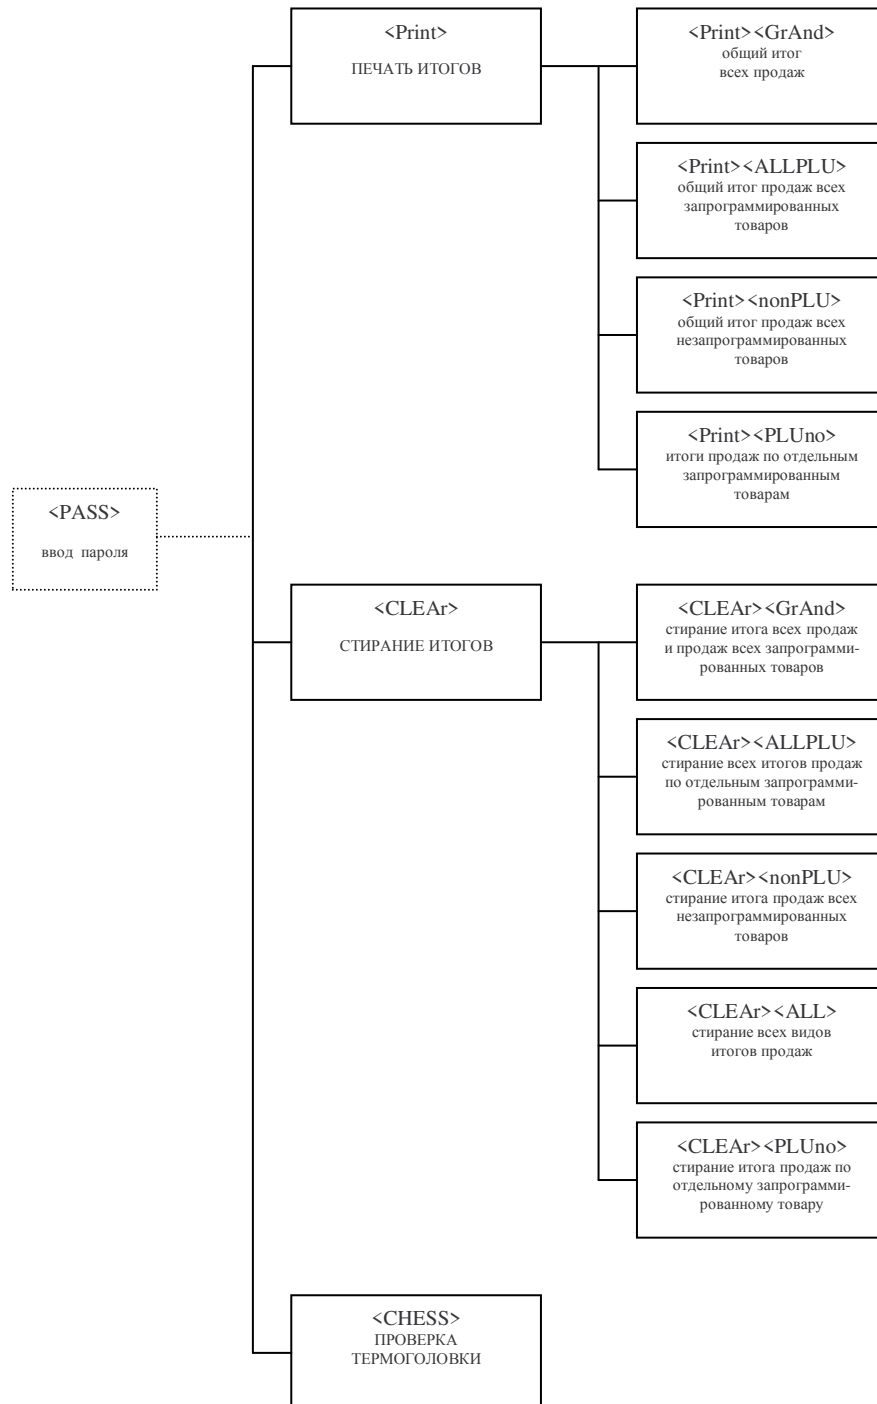 <Print>
ПЕЧАТЬ ИТОГОВ
<Print><GrAnd>
общий итог
всех продаж
<Print><ALLPLU>
общий итог продаж всех
запрограммированных
товаров
<Print><nonPLU>
общий итог продаж всех
незапрограммированных
товаров
<Print><PLUno>
итоги продаж по отдельным
запрограммированным
товарам
<PASS>
ввод пароля
<CLEAr>
СТИРАНИЕ ИТОГОВ
<CLEAr><GrAnd>
стирание итога всех продаж
и продаж всех запрограмми-
рованных товаров
<CLEAr><ALLPLU>
стирание всех итогов продаж
по отдельным запрограмми-
рованным товарам
<CLEAr><nonPLU>
стирание итога продаж всех
незапрограммированных
товаров
<CLEAr><ALL>
стирание всех видов
итогов продаж
<CLEAr><PLUno>
стирание итога продаж по
отдельному запрограмми-
рованному товару
<CHESS>
ПРОВЕРКА
ТЕРМОГОЛОВКИ